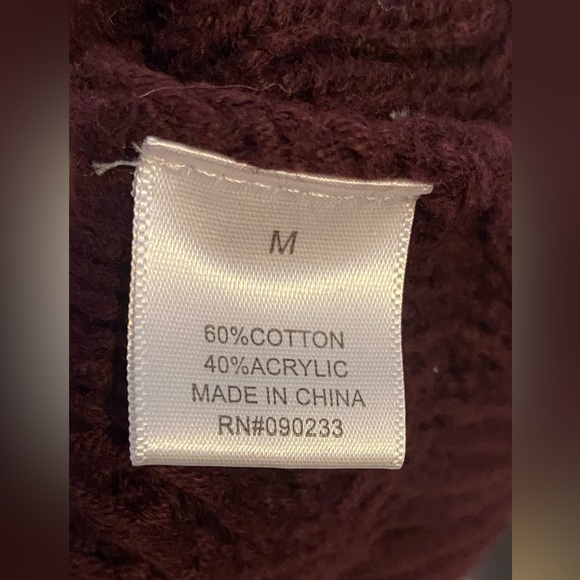 M
60%COTTON
40%ACRYLIC
MADE IN CHINA
RN#090233